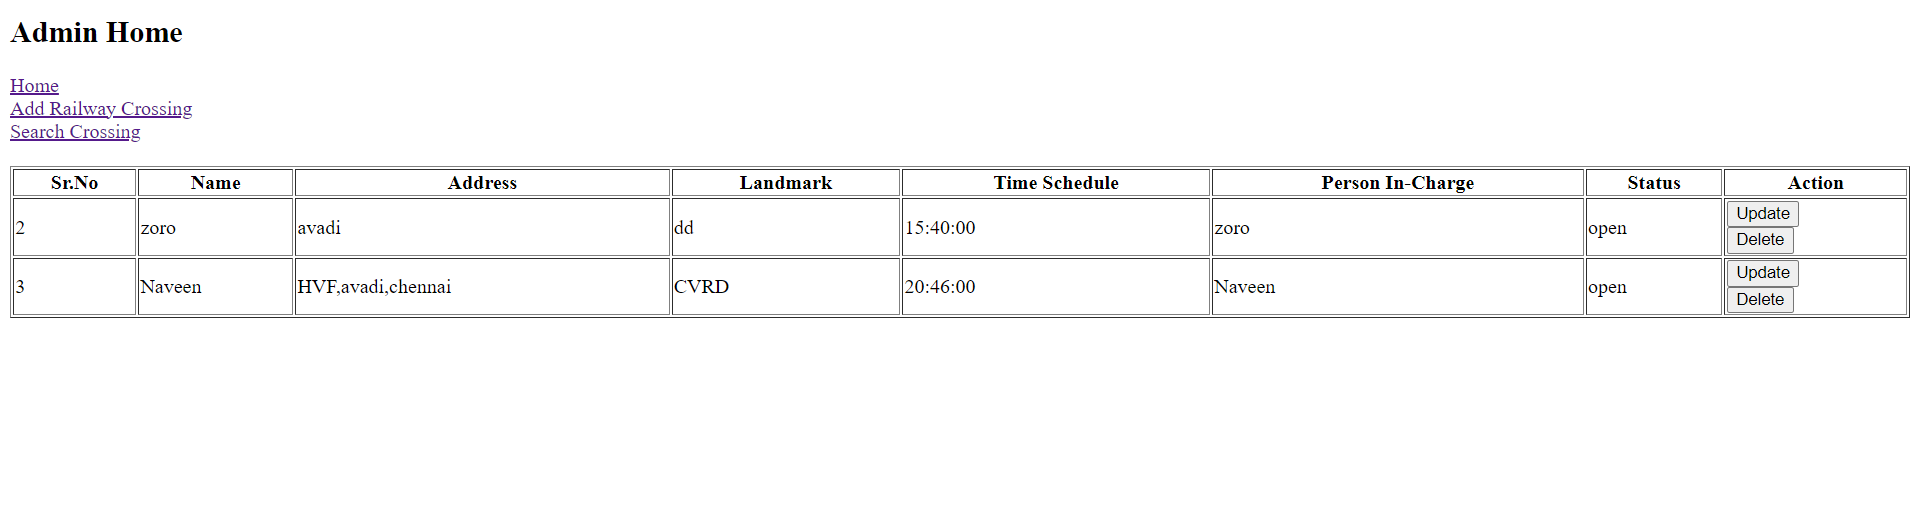 Admin Home
Home
Add Railway Crossing
Search Crossing
Sr.No Name Address Landmark Time Schedule Person In-Charge Status Action
2 zoro avadi dd 15:40:00 zoro open Update
Delete
3 Naveen HVF,avadi,chennai CVRD 20:46:00 Naveen open Update
Delete